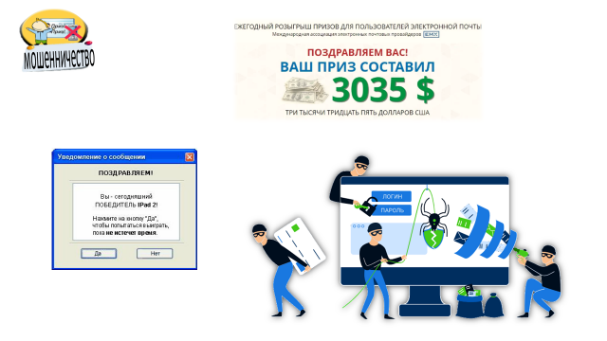 Мошенничество
ЕЖЕГОДНЫЙ РОЗЫГРЫШ ПРИЗОВ ДЛЯ ПОЛЬЗОВАТЕЛЕЙ ЭЛЕКТРОННОЙ ПОЧТЫ
Международная ассоциация электронных почтовых провайдеров
ПОЗДРАВЛЯЕМ ВАС!
ВАШ ПРИЗ СОСТАВИЛ
3035 $
ТРИ ТЫСЯЧИ ТРИДЦАТЬ ПЯТЬ ДОЛЛАРОВ США
Уведомление о сообщении
ПОЗДРАВЛЯЕМ!
Вы - сегодняшний
ПОБЕДИТЕЛЬ iPad 2!
Нажмите на кнопку "Да",
чтобы попытаться выиграть,
пока не истечет время.
Да
Нет
ЛОГИН
ПАРОЛЬ